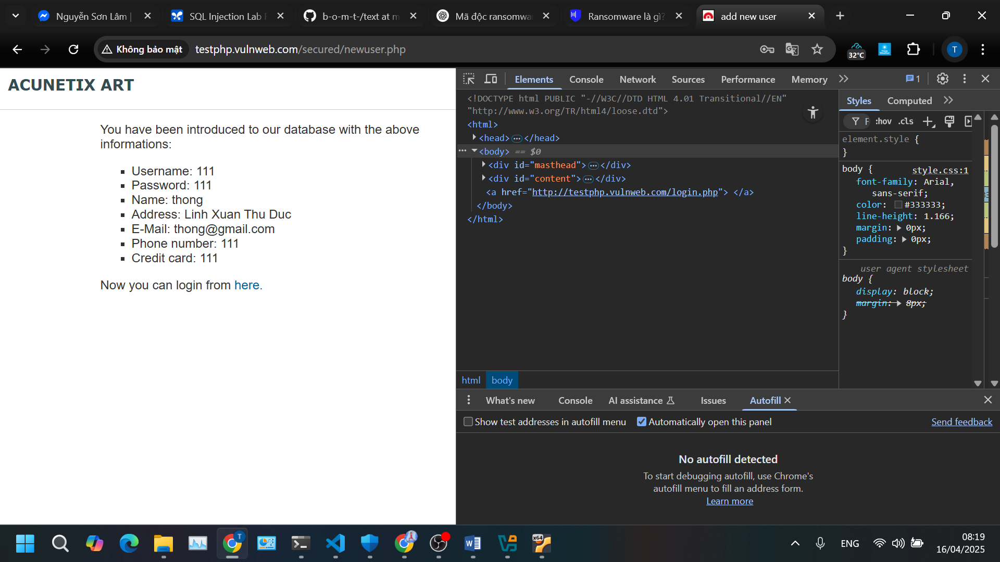 Nguyễn Sơn Lâm |
SQL Injection Lab
b-o-m-t-/text at m
Mã độc ransomwa
Ransomware là gì?
add new user
Không bảo mật
testphp.vulnweb.com/secured/newuser.php
32°C
T
ACUNETIX ART
You have been introduced to our database with the above
informations:
Username: 111
Password: 111
Name: thong
Address: Linh Xuan Thu Duc
E-Mail: thong@gmail.com
Phone number: 111
Credit card: 111
Now you can login from here.
Elements
Console
Network
Sources
Performance
Memory
1
<!DOCTYPE html PUBLIC "-//W3C//DTD HTML 4.01 Transitional//EN"
"http://www.w3.org/TR/html4/loose.dtd">
<html>
<head>…</head>
<body> == $0
<div id="masthead">…</div>
<div id="content">…</div>
<a href="http://testphp.vulnweb.com/login.php"> </a>
</body>
</html>
html
body
Styles
Computed
F
:hov
.cls
element.style {
}
body {
style.css:1
font-family: Arial,
sans-serif;
color: #333333;
line-height: 1.166;
margin: 0px;
padding: 0px;
}
user agent stylesheet
body {
display: block;
margin: 8px;
}
What's new
Console
AI assistance
Issues
Autofill
Show test addresses in autofill menu
Automatically open this panel
Send feedback
No autofill detected
To start debugging autofill, use Chrome's
autofill menu to fill an address form.
Learn more
T
x64
ENG
08:19
16/04/2025